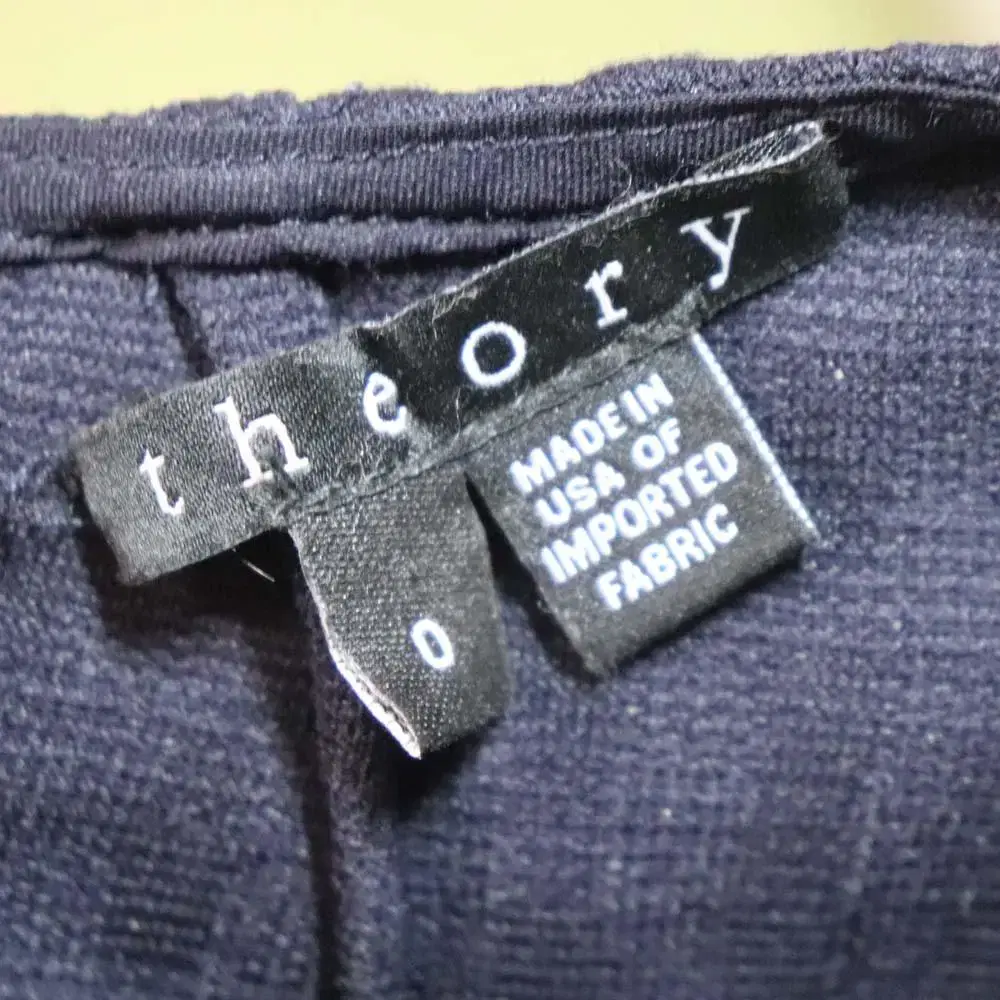 theory
0
MADE IN
USA OF
IMPORTED
FABRIC